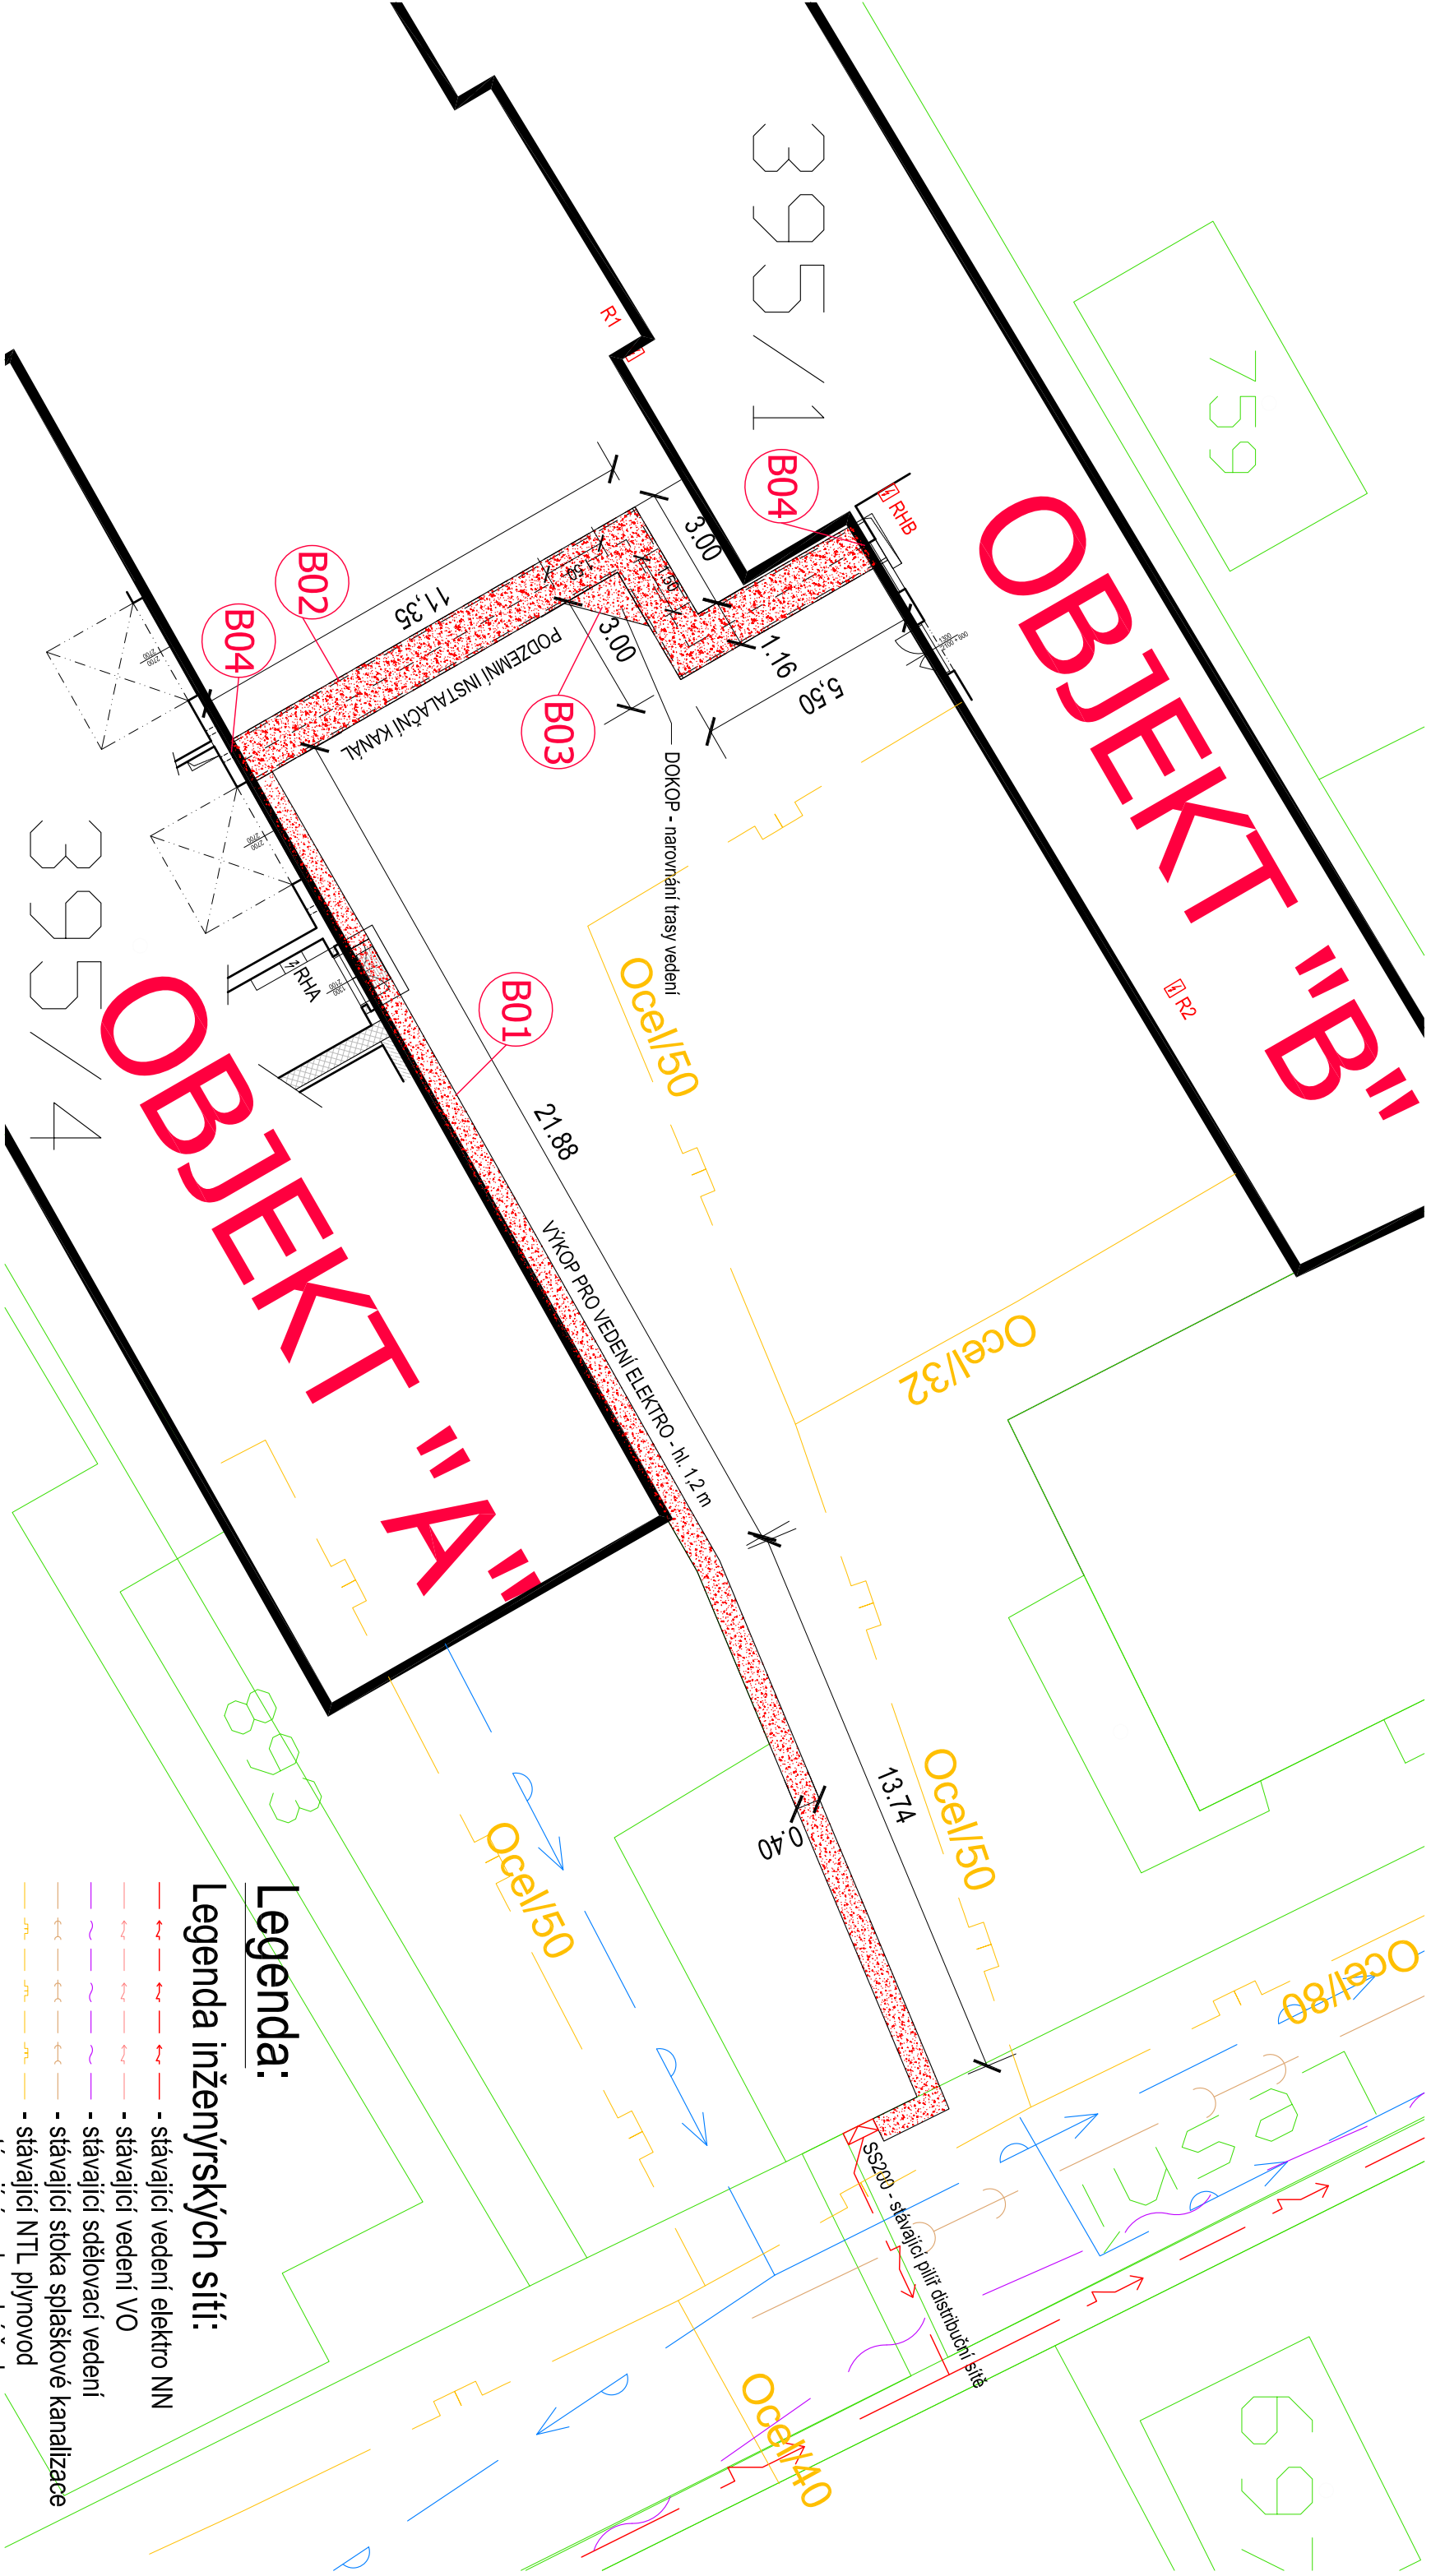 OBJEKT "B"
759
395/1
RHB
B04
R1
R2
3.00
1.50
1.50
1.16
5,50
3.00
11,35
B02
B04
B03
PODZEMNÍ INSTALAČNÍ KANÁL
DOKOP - narovnání trasy vedení
2700
2700
2700
2700
395/4
RHA
OBJEKT "A"
B01
21.88
VÝKOP PRO VEDENÍ ELEKTRO - hl. 1,2 m
Ocel/50
Ocel/32
13.74
0.40
Ocel/50
Ocel/50
Ocel/80
Ocel/40
893
SS200 - stávající pilíř distribuční sítě
Legenda:
Legenda inženýrských sítí:
- stávající vedení elektro NN
- stávající vedení VO
- stávající sdělovací vedení
- stávající stoka splaškové kanalizace
- stávající NTL plynovod